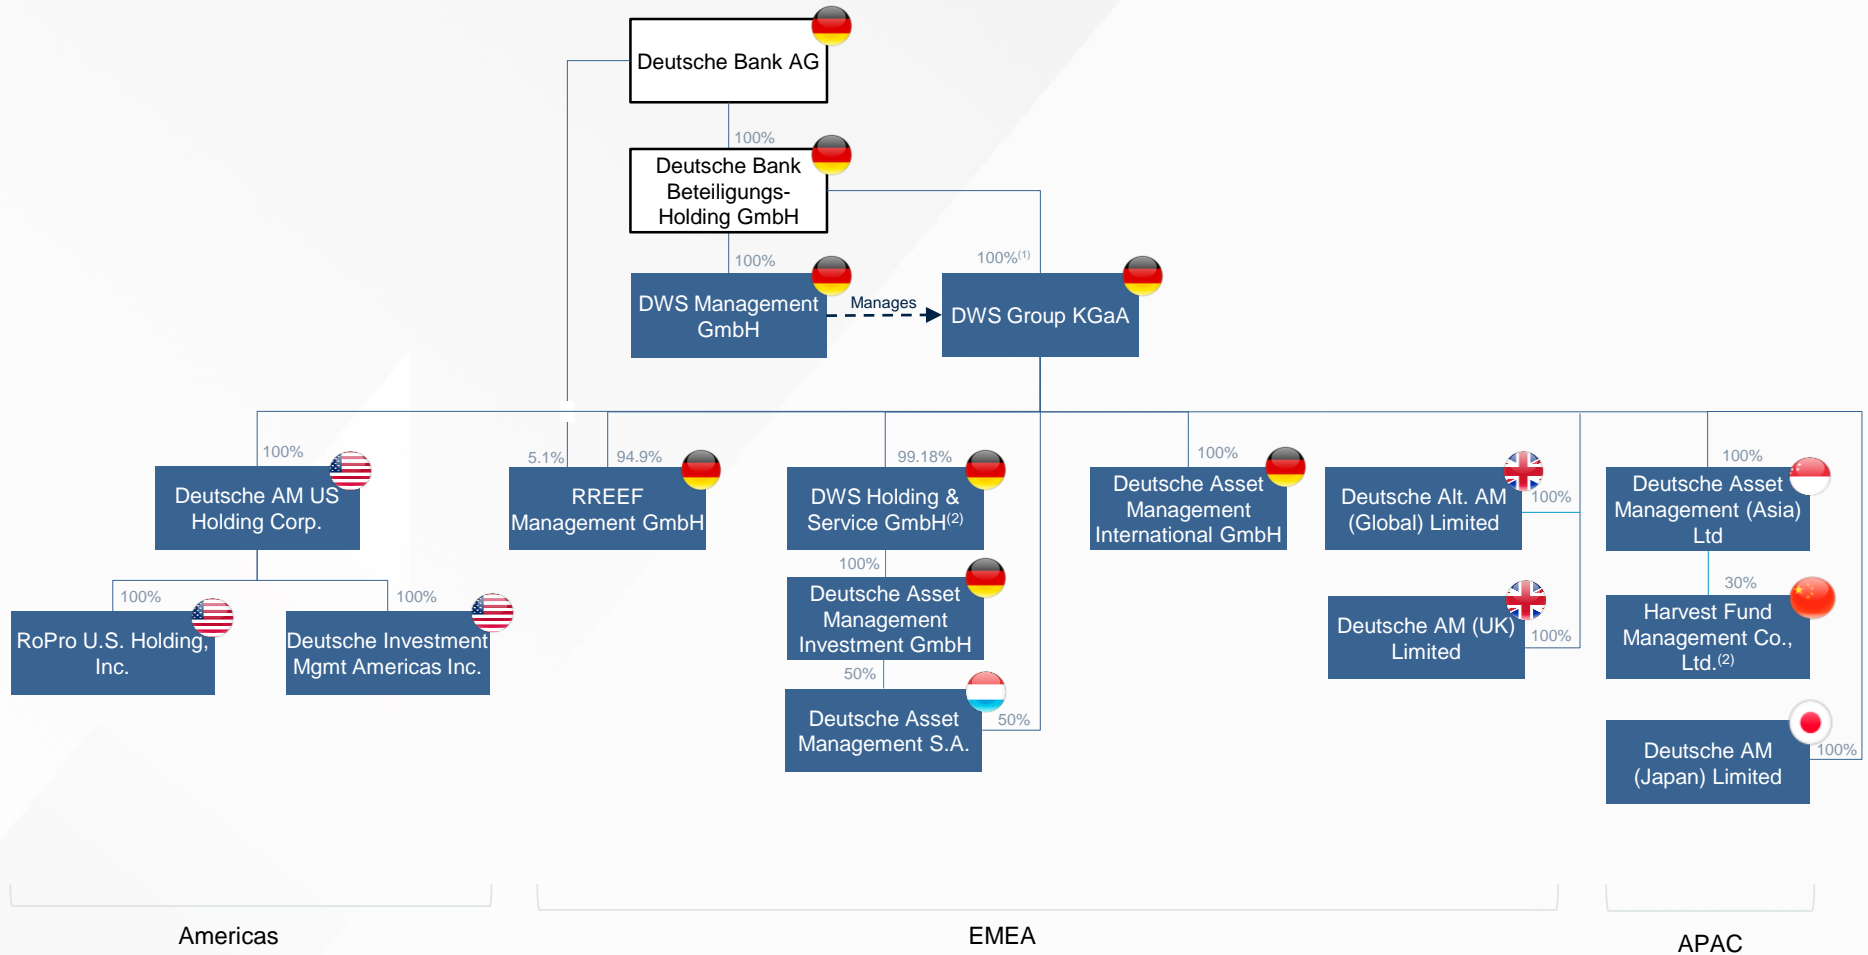 Deutsche Bank AG
100%
Deutsche Bank
Beteiligungs-
Holding GmbH
100%
100%(1)
DWS Management
GmbH
Manages
DWS Group KGaA
100%
Deutsche AM US
Holding Corp.
5.1%
94.9%
RREEF
Management GmbH
99.18%
DWS Holding &
Service GmbH(2)
100%
Deutsche Asset
Management
International GmbH
Deutsche Alt. AM
(Global) Limited
100%
100%
Deutsche Asset
Management (Asia)
Ltd
100%
RoPro U.S. Holding,
Inc.
100%
Deutsche Investment
Mgmt Americas Inc.
100%
Deutsche Asset
Management
Investment GmbH
Deutsche AM (UK)
Limited
100%
30%
Harvest Fund
Management Co.,
Ltd.(2)
50%
Deutsche Asset
Management S.A.
50%
Deutsche AM
(Japan) Limited
100%
Americas
EMEA
APAC